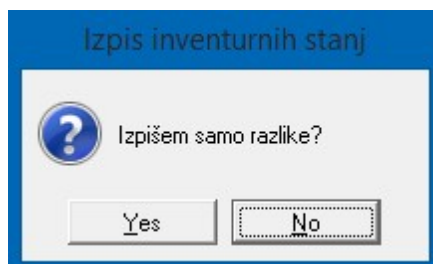 Izpis inventurnih stanj
Izpišem samo razlike?
Yes
No